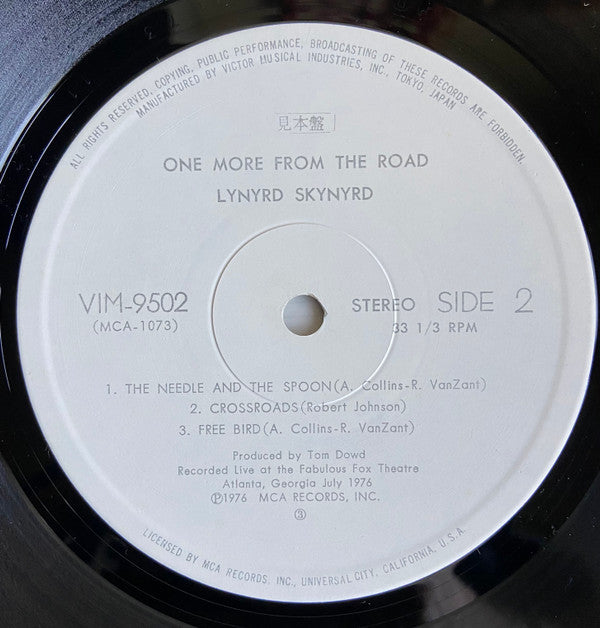 ALL RIGHTS RESERVED, COPYING, PUBLIC PERFORMANCE, BROADCASTING OF THESE RECORDS ARE FORBIDDEN.
MANUFACTURED BY VICTOR MUSICAL INDUSTRIES, INC., TOKYO, JAPAN
見本盤
ONE MORE FROM THE ROAD
LYNYRD SKYNYRD
VIM-9502 STEREO SIDE 2
(MCA-1073) 33 1/3 RPM
1. THE NEEDLE AND THE SPOON(A. Collins-R. VanZant)
2. CROSSROADS(Robert Johnson)
3. FREE BIRD(A. Collins-R. VanZant)
Produced by Tom Dowd
Recorded Live at the Fabulous Fox Theatre
Atlanta, Georgia July 1976
Ⓟ1976 MCA RECORDS, INC.
③
LICENSED BY MCA RECORDS, INC., UNIVERSAL CITY, CALIFORNIA, U.S.A.